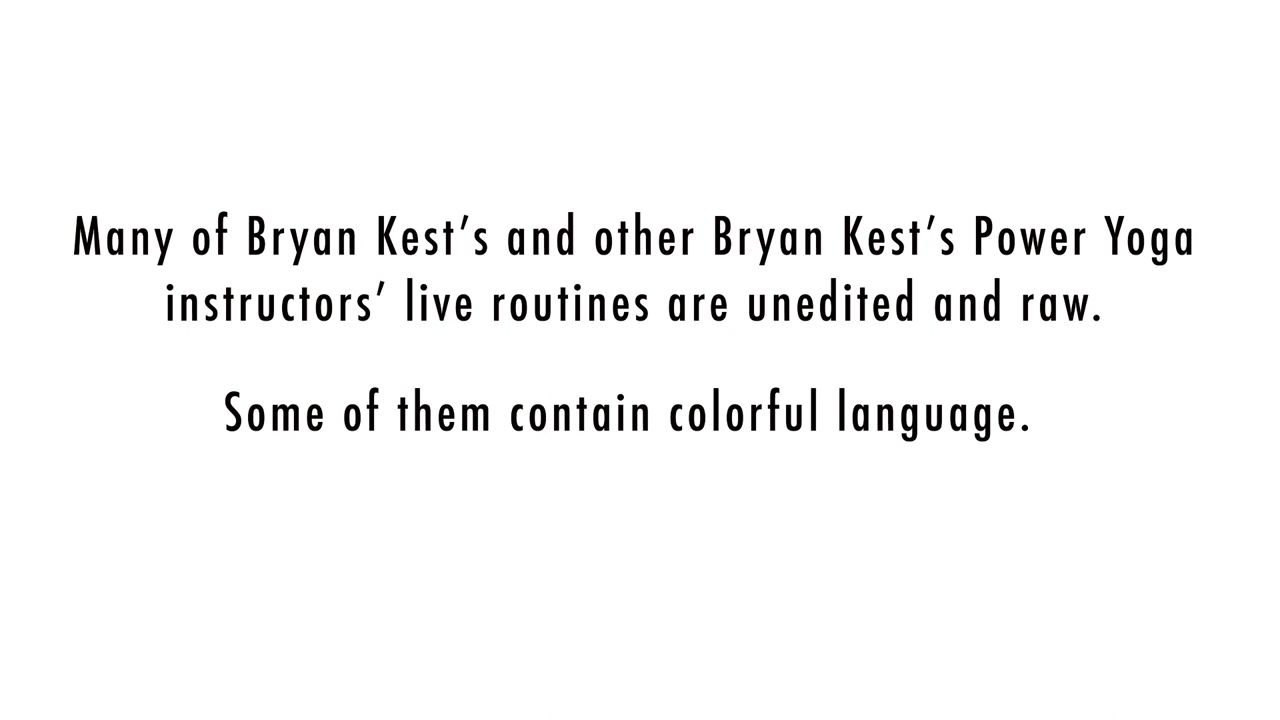 Many of Bryan Kest’s and other Bryan Kest’s Power Yoga
instructors’ live routines are unedited and raw.
Some of them contain colorful language.